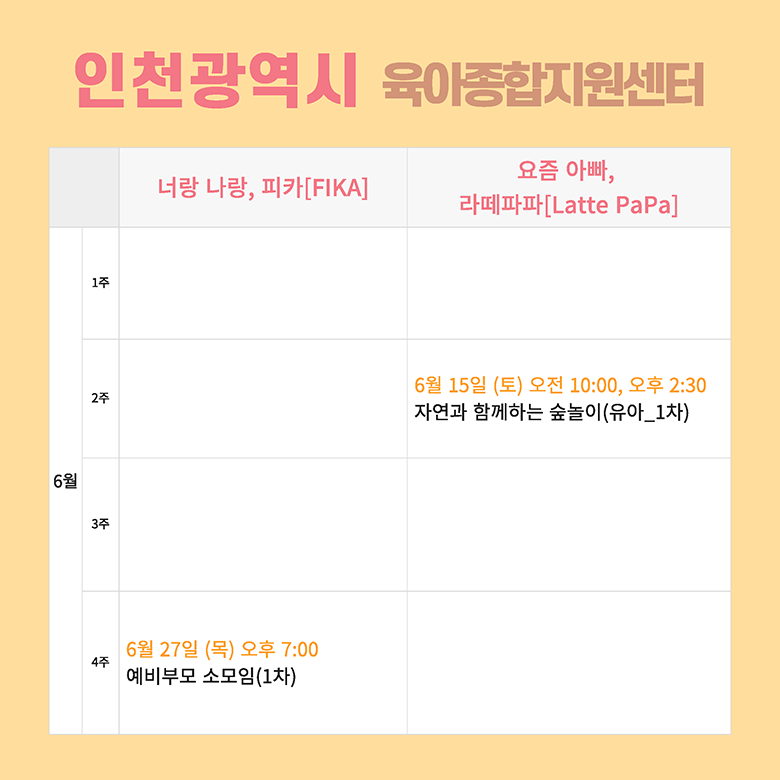 인천광역시 육아종합지원센터
너랑 나랑, 피카[FIKA]
요즘 아빠,
라떼파파[Latte PaPa]
6월
1주
2주
6월 15일 (토) 오전 10:00, 오후 2:30
자연과 함께하는 숲놀이(유아_1차)
3주
4주
6월 27일 (목) 오후 7:00
예비부모 소모임(1차)